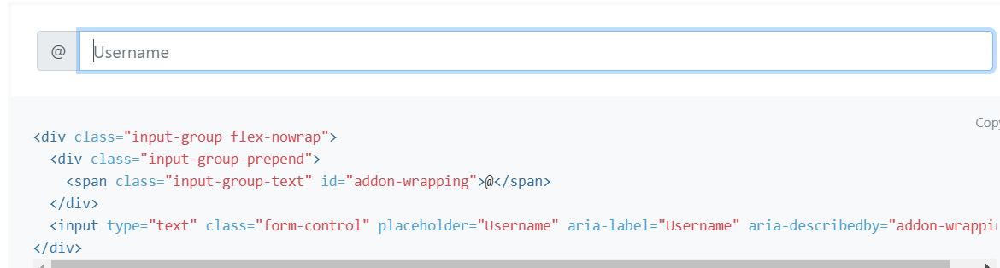 @ Username
Copy
<div class="input-group flex-nowrap">
  <div class="input-group-prepend">
    <span class="input-group-text" id="addon-wrapping">@</span>
  </div>
  <input type="text" class="form-control" placeholder="Username" aria-label="Username" aria-describedby="addon-wrappin
</div>